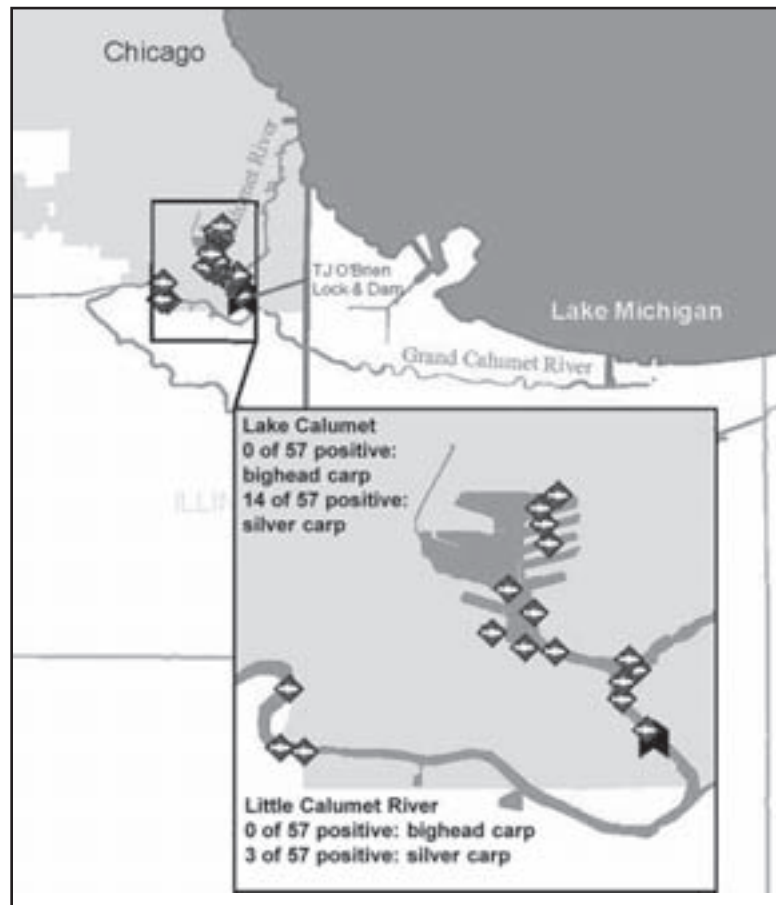 Chicago
Calumet River
TJ O'Brien
Lock & Dam
Lake Michigan
Grand Calumet River
Lake Calumet
0 of 57 positive:
bighead carp
14 of 57 positive:
silver carp
Little Calumet River
0 of 57 positive: bighead carp
3 of 57 positive: silver carp